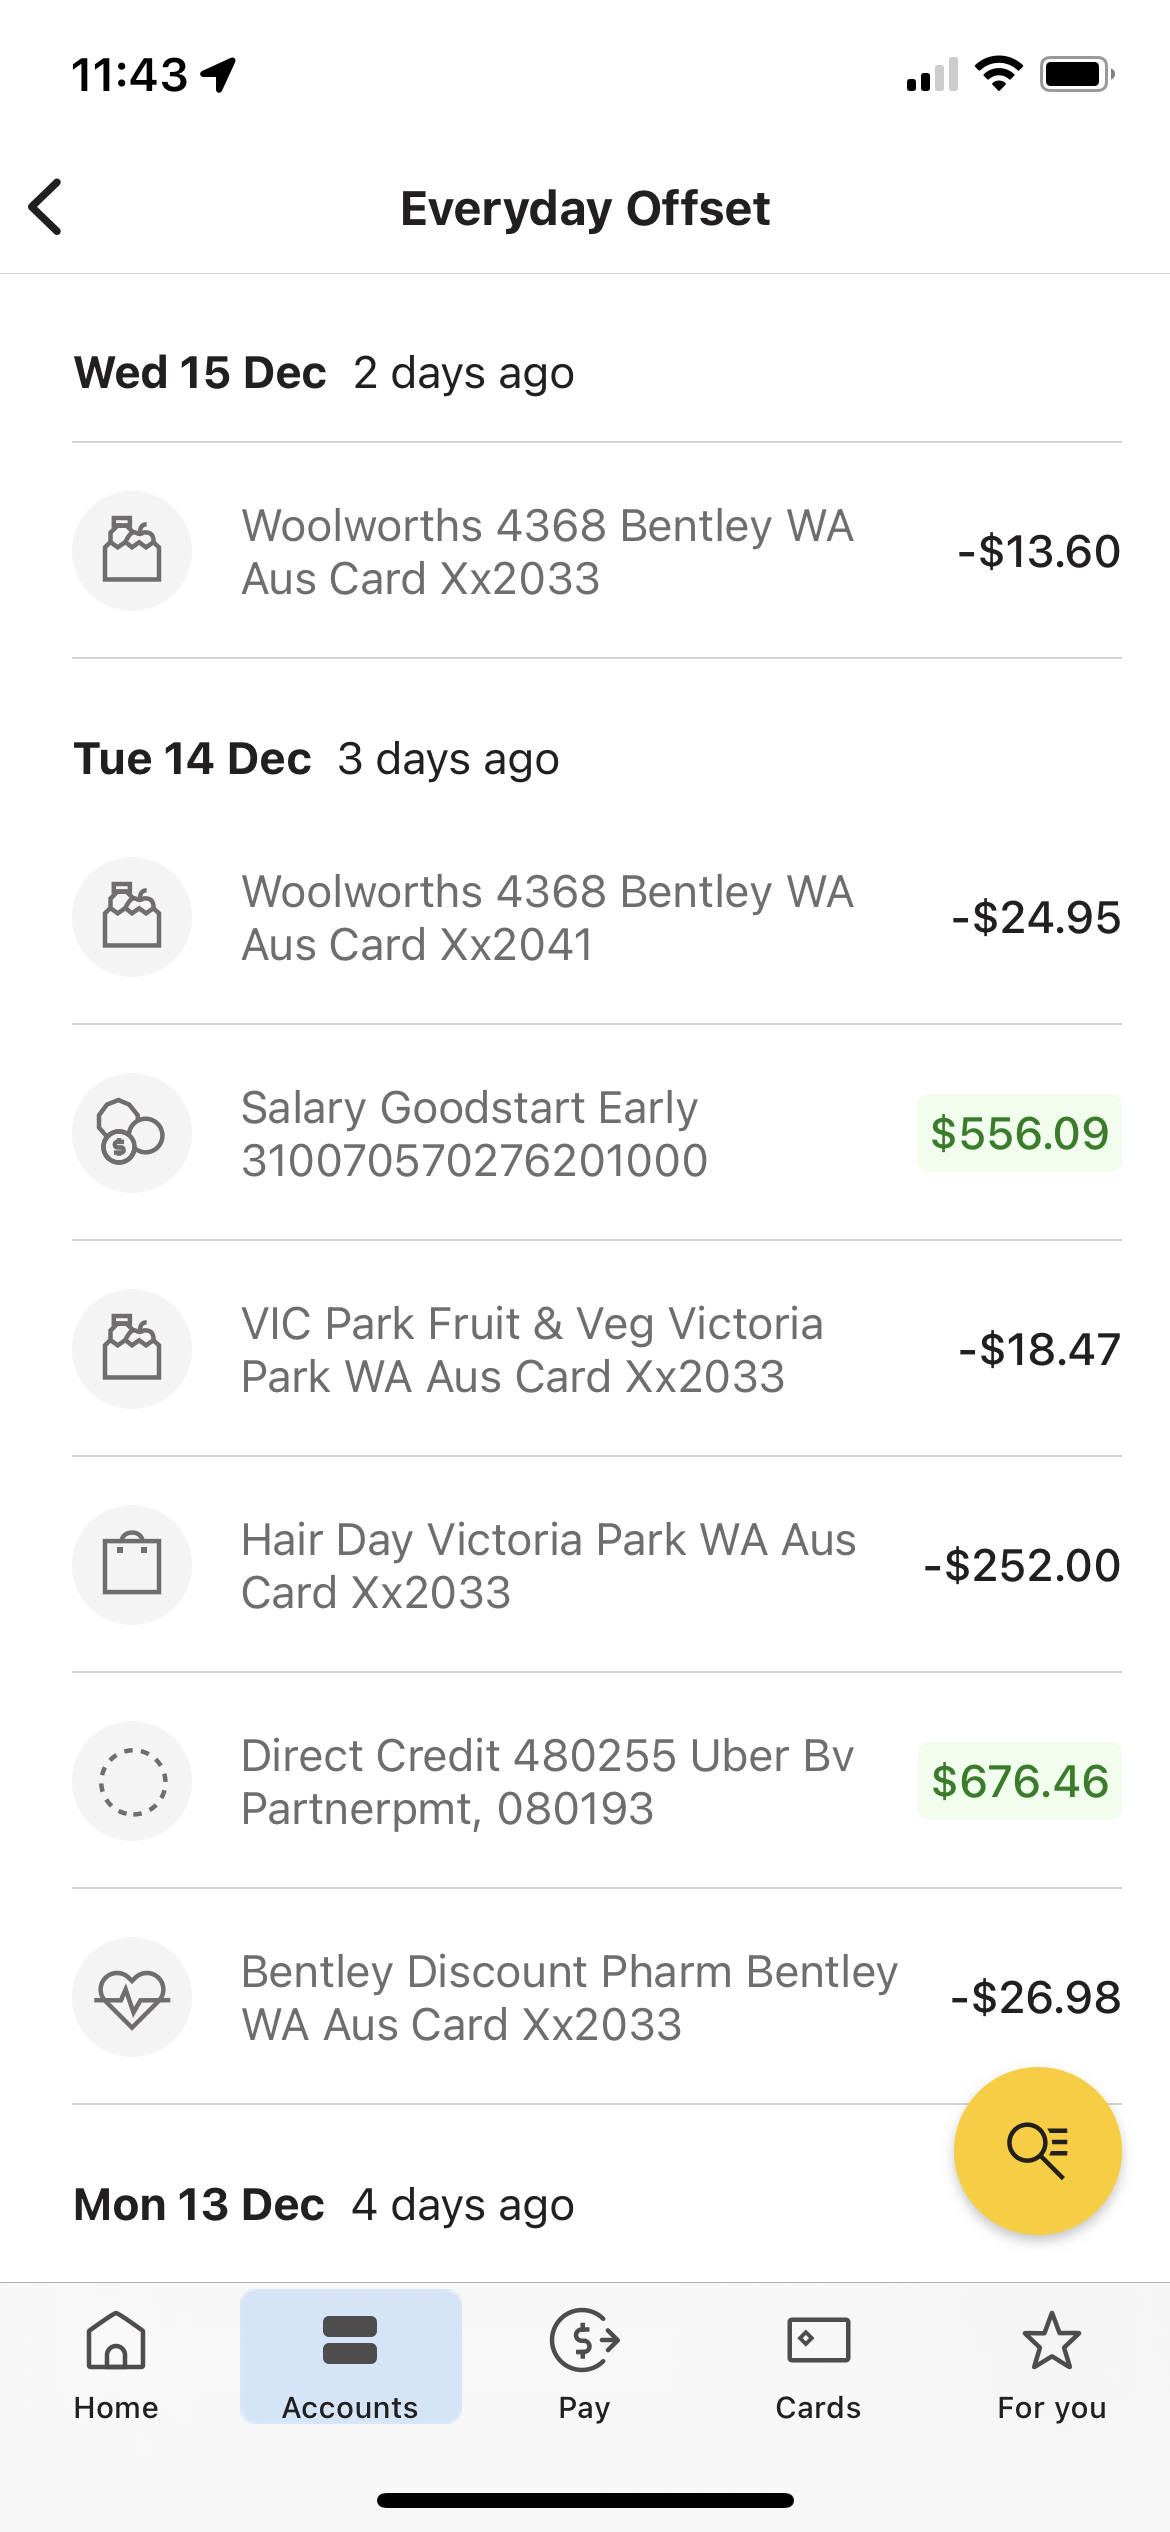 11:43
Everyday Offset
Wed 15 Dec 2 days ago
Woolworths 4368 Bentley WA
Aus Card Xx2033
-$13.60
Tue 14 Dec 3 days ago
Woolworths 4368 Bentley WA
Aus Card Xx2041
-$24.95
Salary Goodstart Early
310070570276201000
$556.09
VIC Park Fruit & Veg Victoria
Park WA Aus Card Xx2033
-$18.47
Hair Day Victoria Park WA Aus
Card Xx2033
-$252.00
Direct Credit 480255 Uber Bv
Partnerpmt, 080193
$676.46
Bentley Discount Pharm Bentley
WA Aus Card Xx2033
-$26.98
Mon 13 Dec 4 days ago
Home
Accounts
Pay
Cards
For you